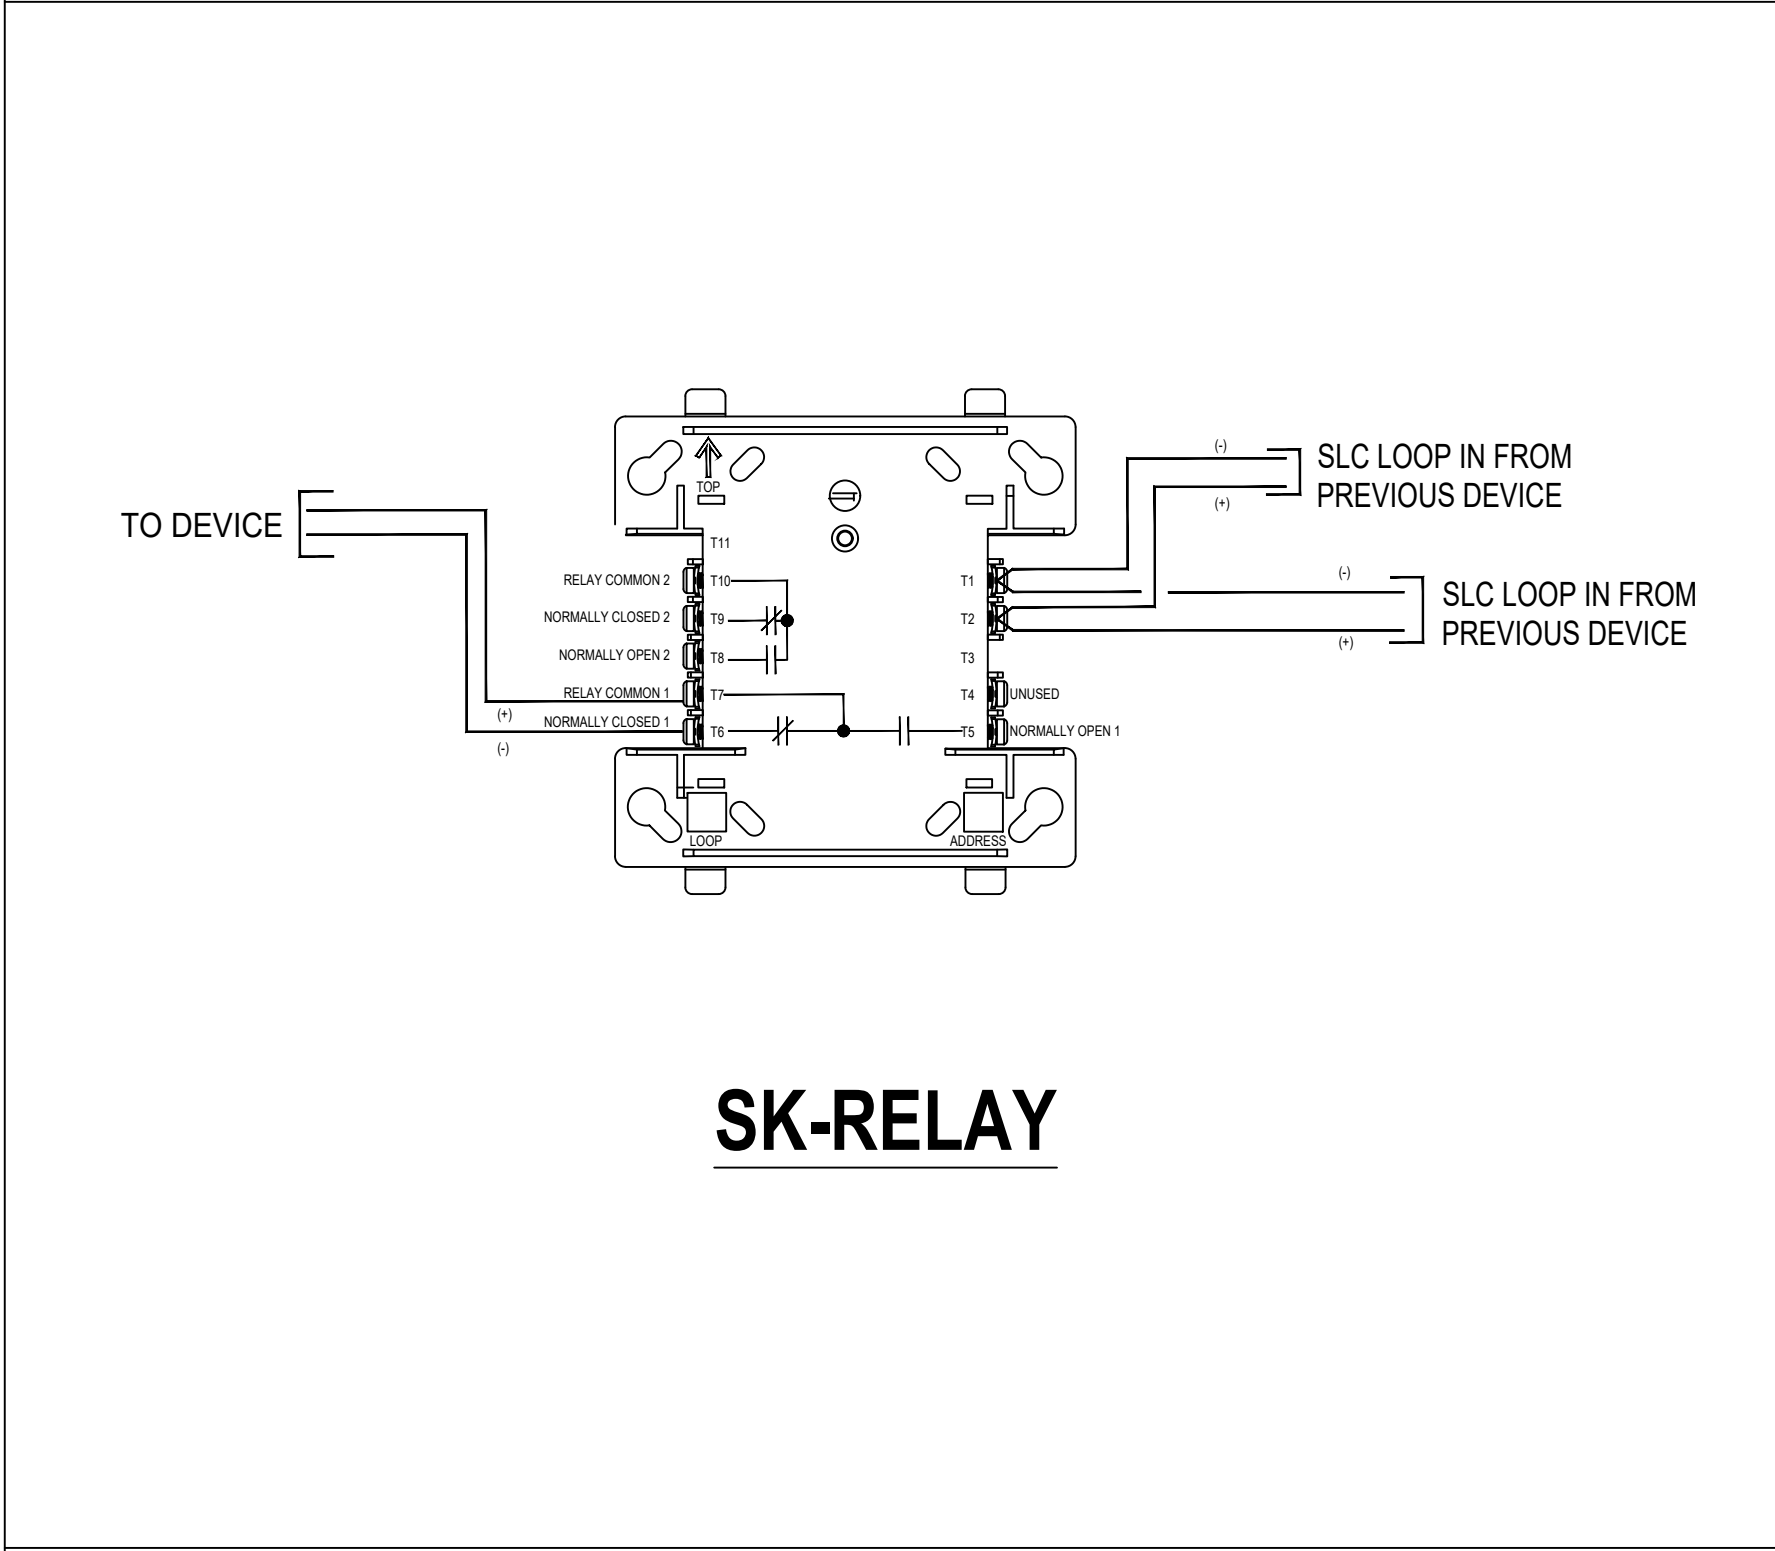 (-)
SLC LOOP IN FROM
PREVIOUS DEVICE
(+)
TOP
TO DEVICE
T11
RELAY COMMON 2
T10
T1
(-)
SLC LOOP IN FROM
PREVIOUS DEVICE
(+)
NORMALLY CLOSED 2
T9
T2
NORMALLY OPEN 2
T8
T3
RELAY COMMON 1
T7
T4
UNUSED
(+)
NORMALLY CLOSED 1
T6
T5
NORMALLY OPEN 1
(-)
LOOP
ADDRESS
SK-RELAY